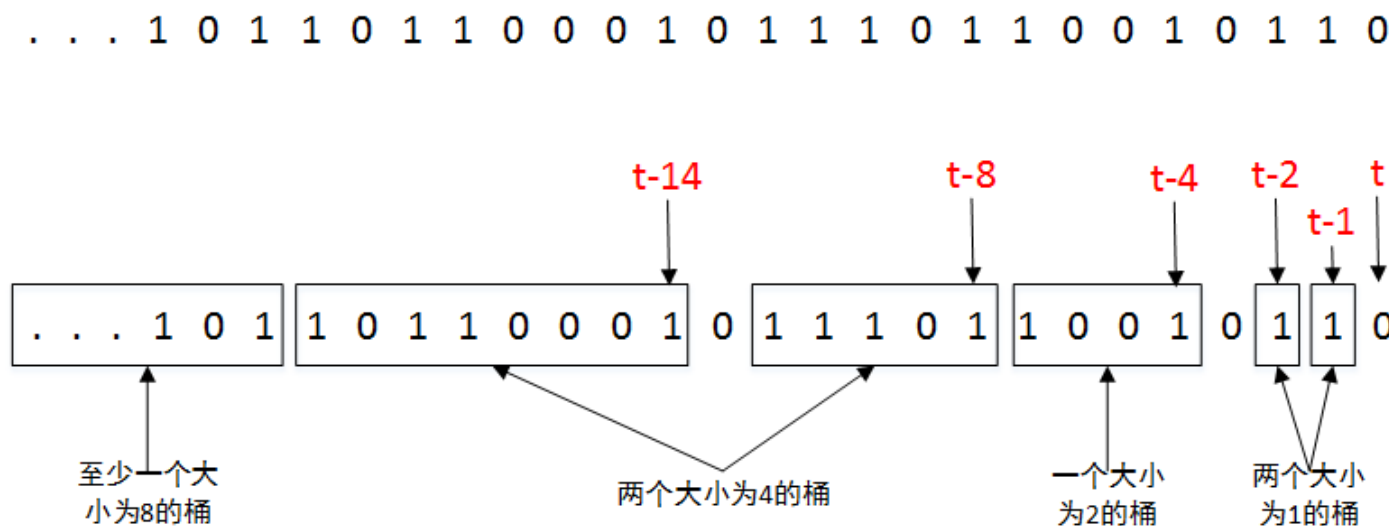 . . . 1 0 1 1 0 1 1 0 0 0 1 0 1 1 1 0 1 1 0 0 1 0 1 1 0
t-14 t-8 t-4 t-2 t
t-1
. . . 1 0 1 1 0 1 1 0 0 0 1 0 1 1 1 0 1 1 0 0 1 0 1 1 0
至少一个大
小为8的桶
两个大小为4的桶
一个大小
为2的桶
两个大小
为1的桶